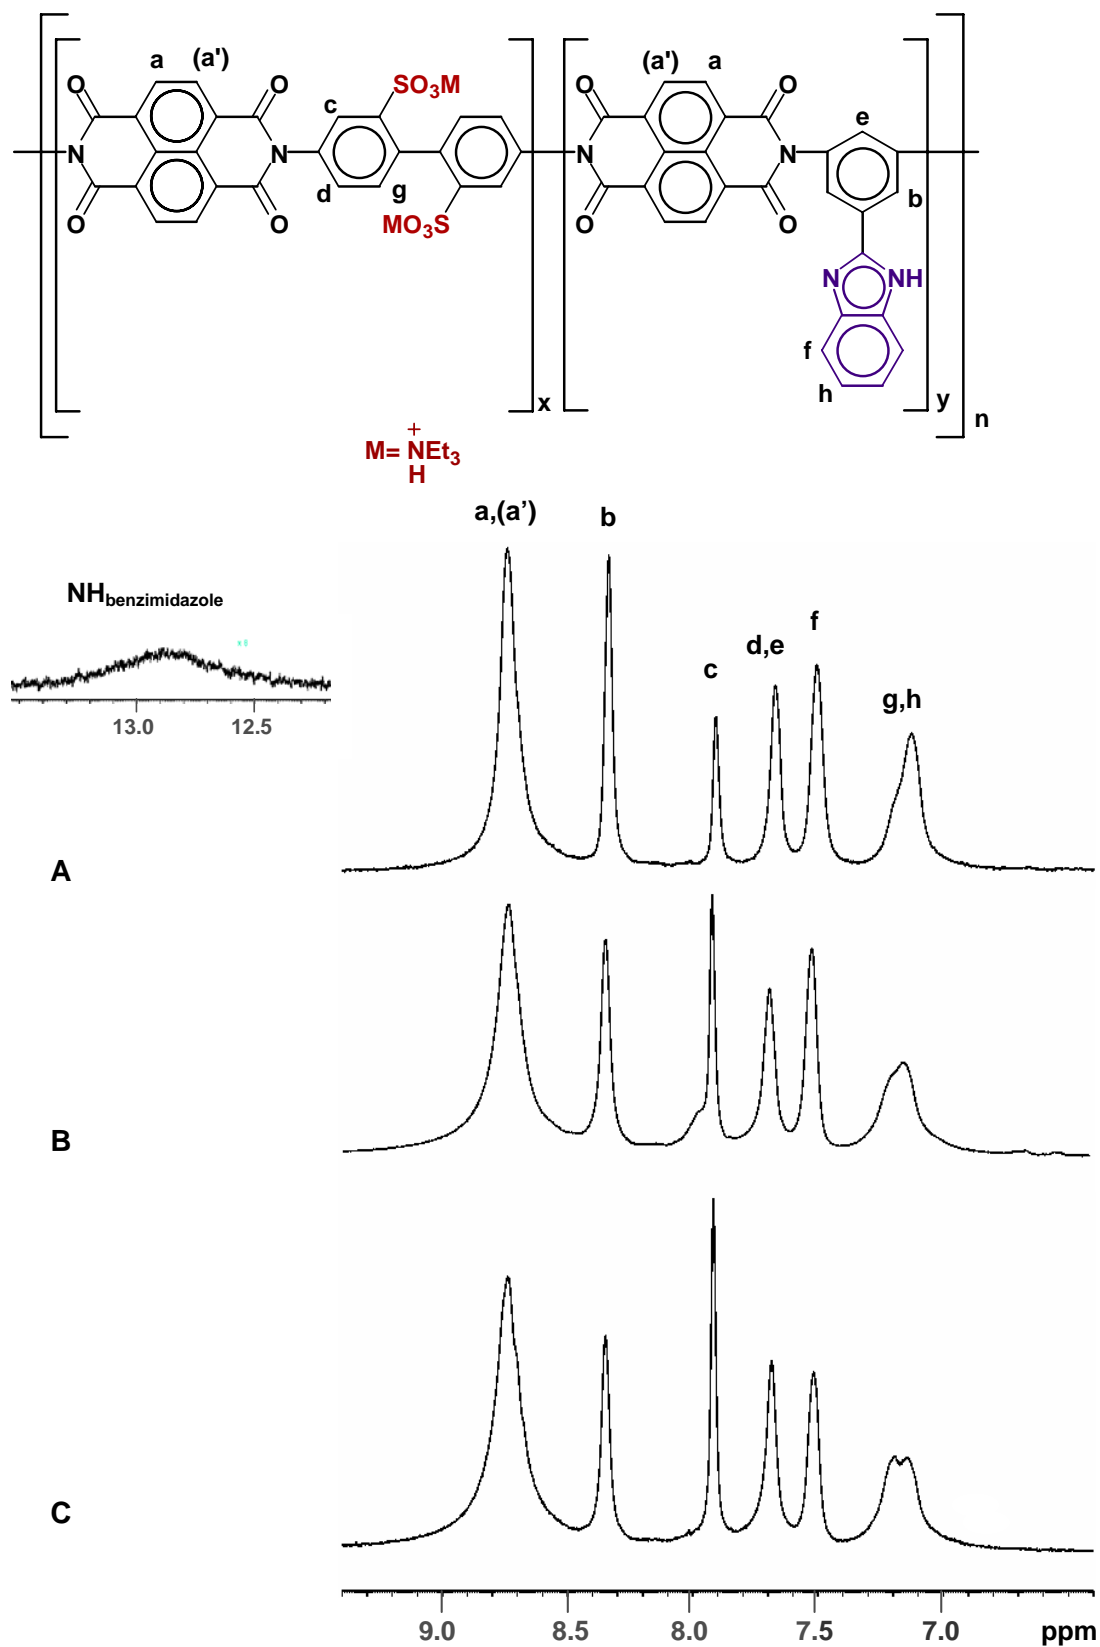 a (a') (a') a
O O SO3M O O
c e
N N N N
d g b
O O MO3S O O
N NH
f
h
x y n
+
M= NEt3
H
a,(a’) b
NHbenzimidazole
f
d,e
c
g,h
13.0 12.5
A
B
C
9.0 8.5 8.0 7.5 7.0 ppm